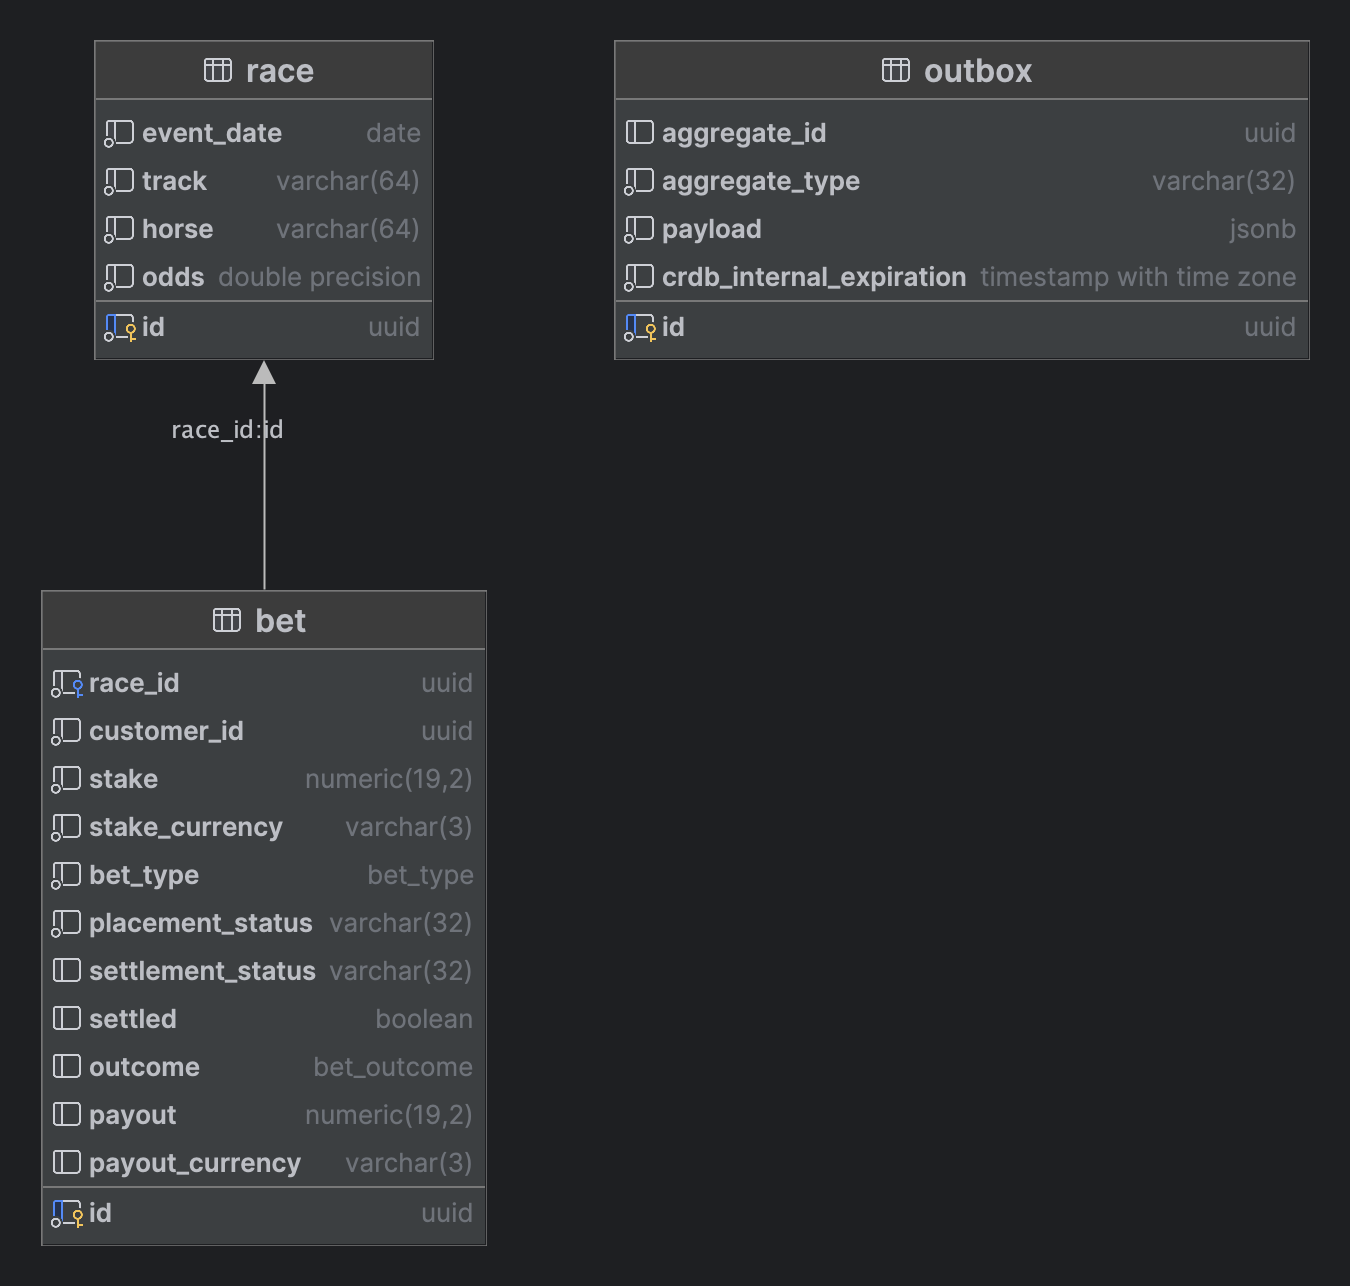 race
event_date date
track varchar(64)
horse varchar(64)
odds double precision
id uuid
outbox
aggregate_id uuid
aggregate_type varchar(32)
payload jsonb
crdb_internal_expiration timestamp with time zone
id uuid
race_id:id
bet
race_id uuid
customer_id uuid
stake numeric(19,2)
stake_currency varchar(3)
bet_type bet_type
placement_status varchar(32)
settlement_status varchar(32)
settled boolean
outcome bet_outcome
payout numeric(19,2)
payout_currency varchar(3)
id uuid